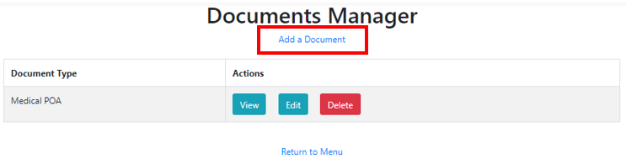 Documents Manager
Add a Document
Document Type Actions
Medical POA View Edit Delete
Return to Menu